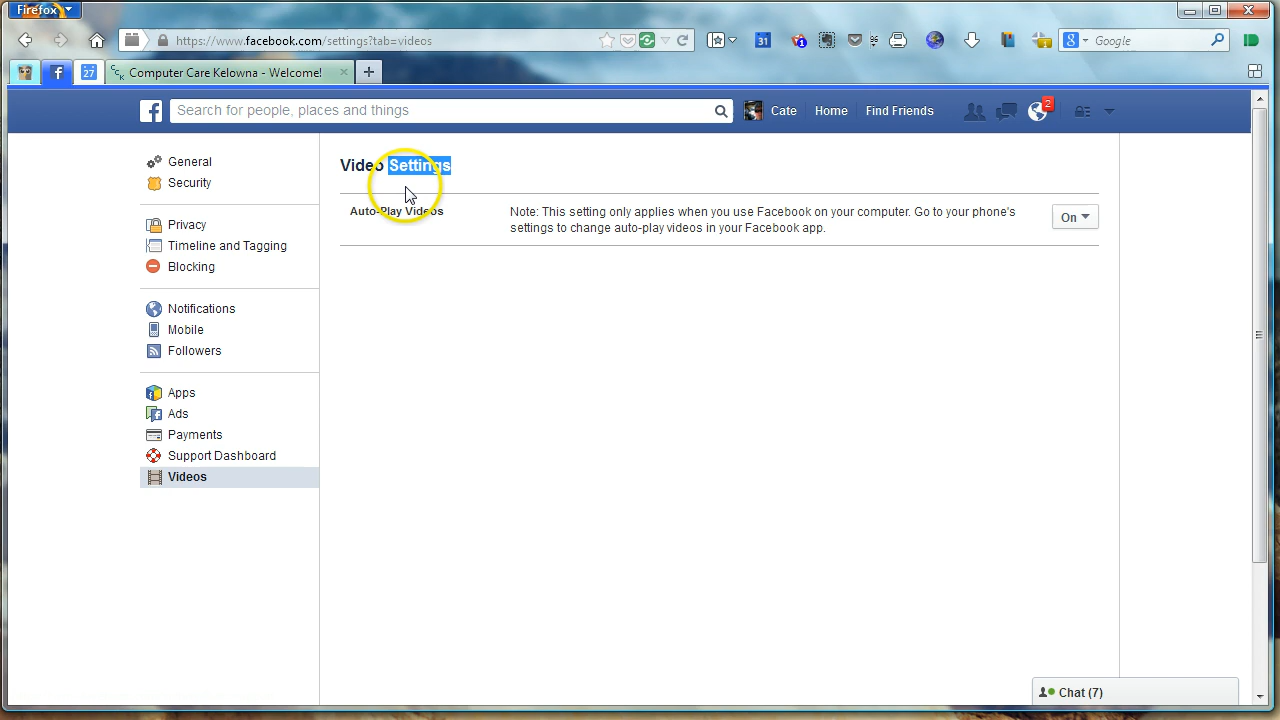 Firefox
https://www.facebook.com/settings?tab=videos
31
1
Google
27
Computer Care Kelowna - Welcome!
Search for people, places and things
Cate
Home
Find Friends
2
General
Security
Privacy
Timeline and Tagging
Blocking
Notifications
Mobile
Followers
Apps
Ads
Payments
Support Dashboard
Videos
Video Settings
Auto-Play Videos
Note: This setting only applies when you use Facebook on your computer. Go to your phone's
settings to change auto-play videos in your Facebook app.
On
Chat (7)